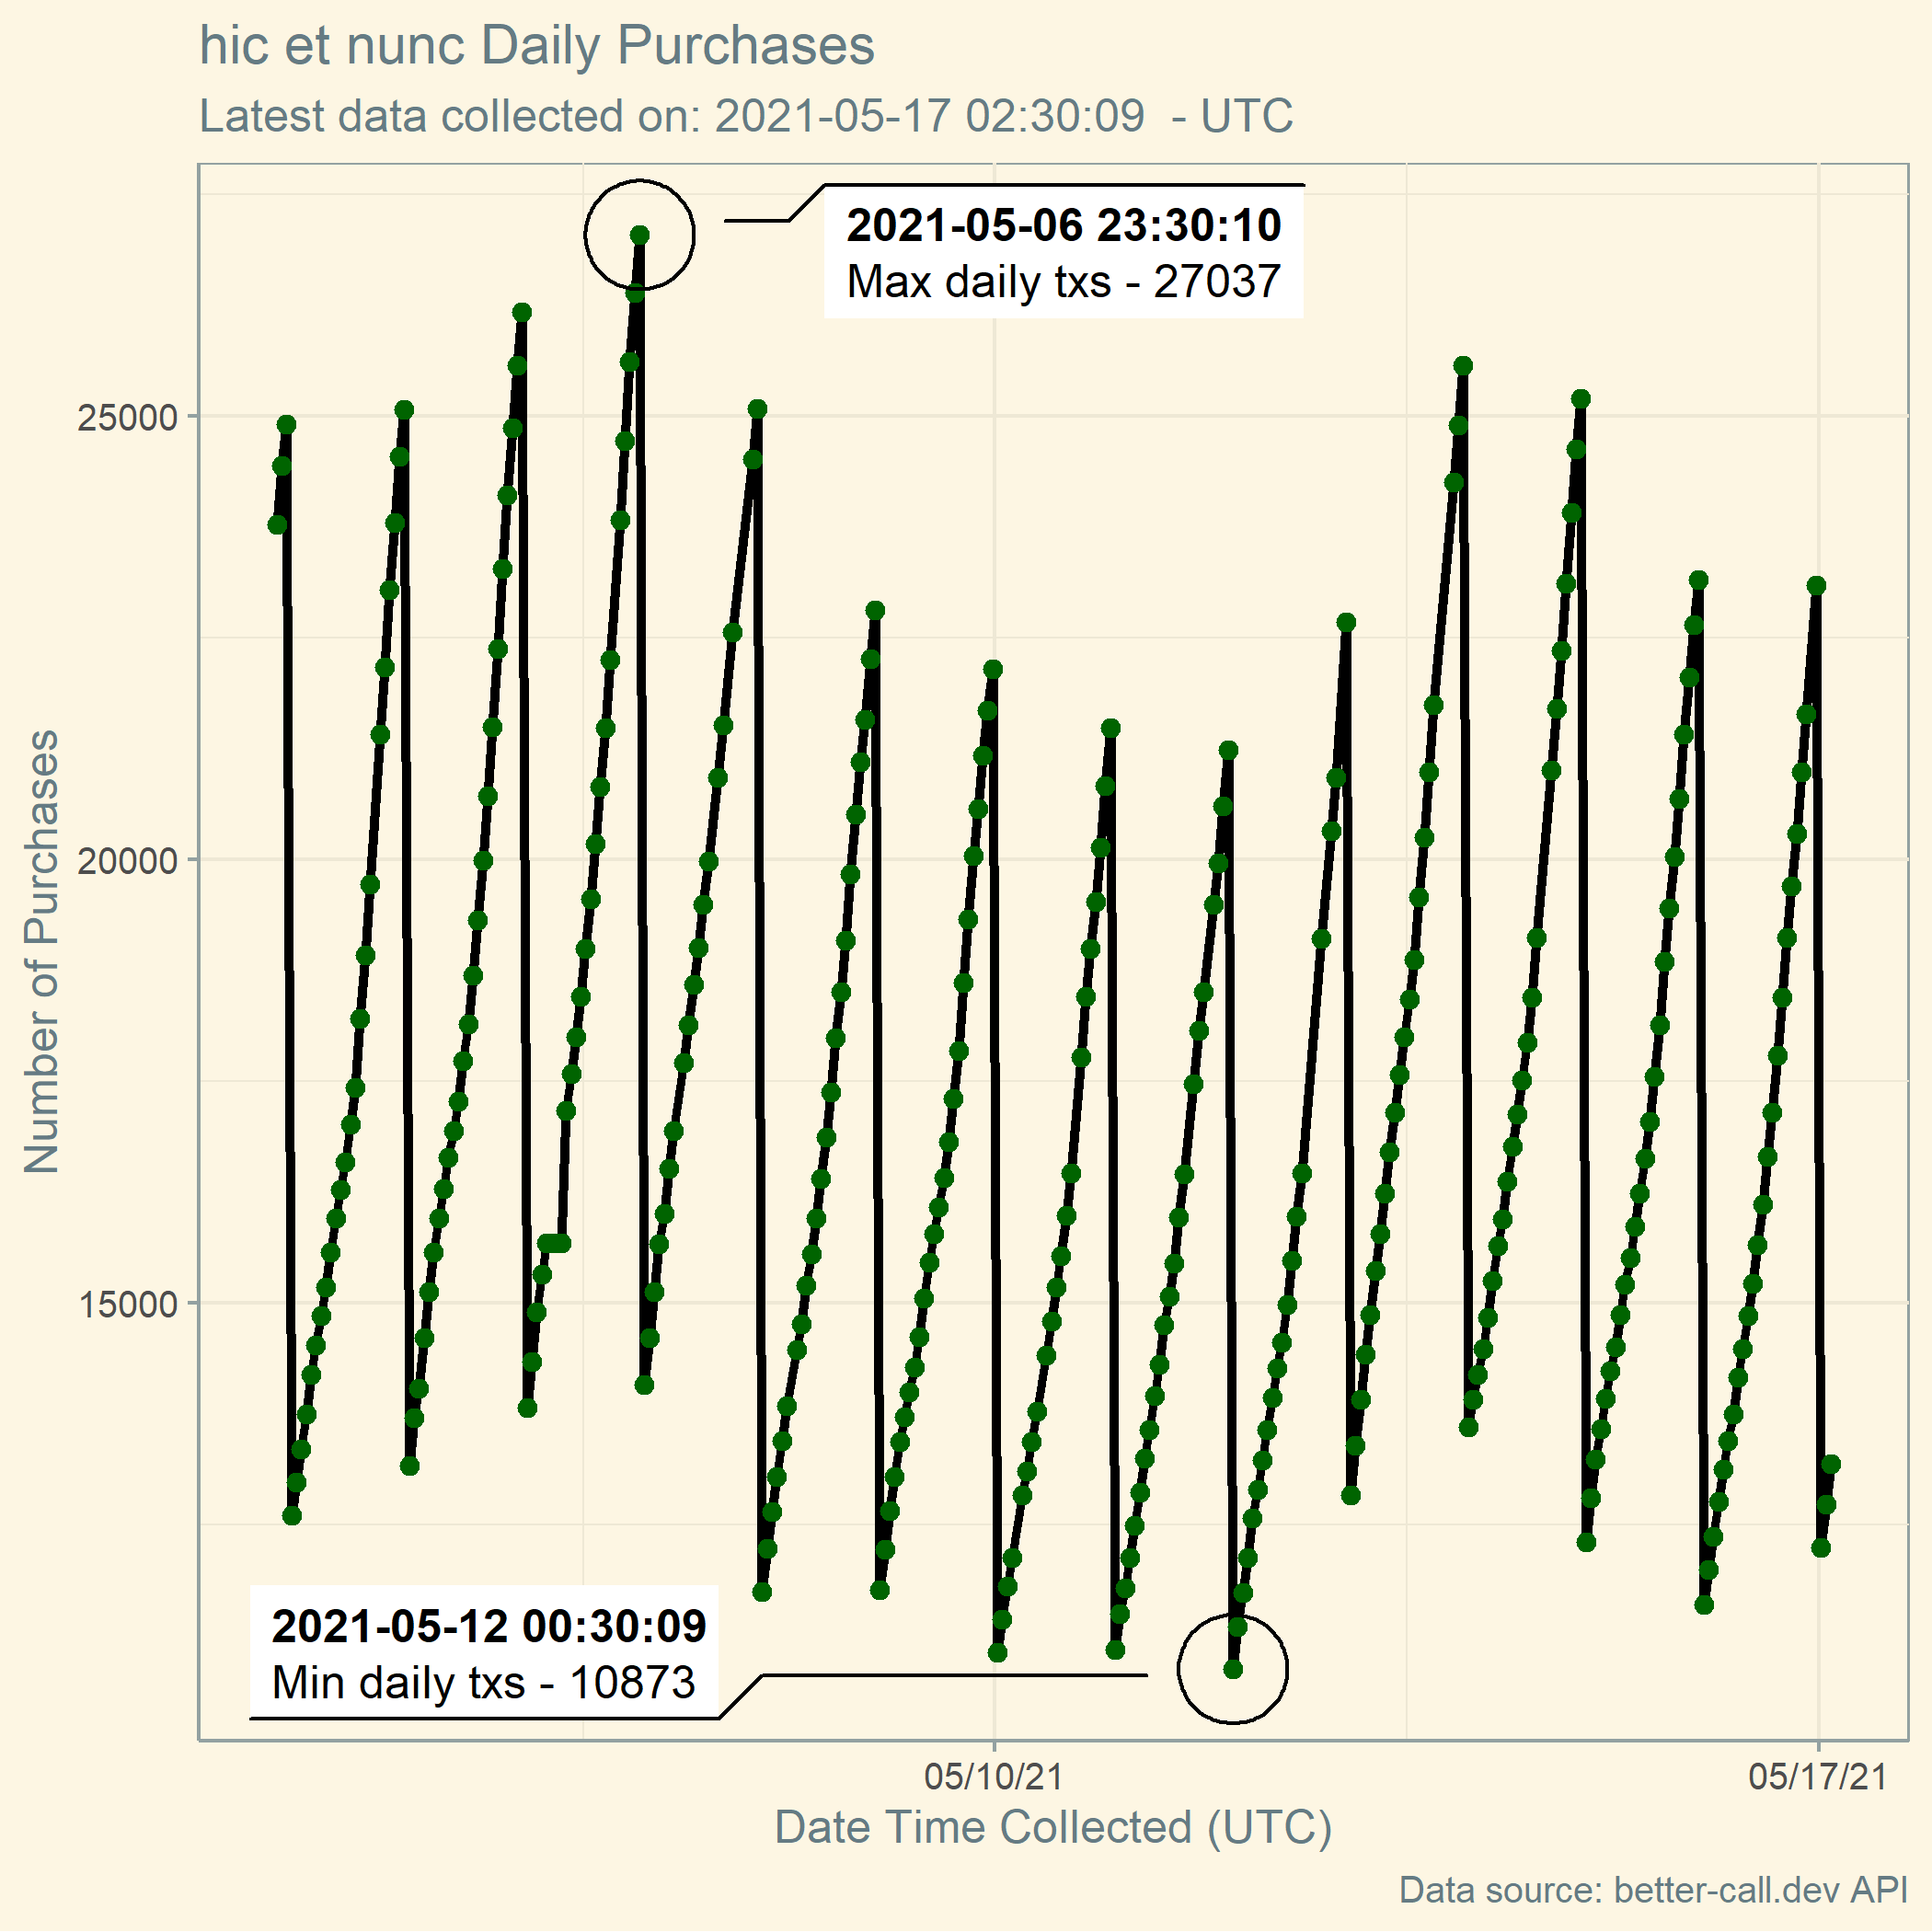 hic et nunc Daily Purchases
Latest data collected on: 2021-05-17 02:30:09 - UTC
2021-05-06 23:30:10
Max daily txs - 27037
25000
20000
15000
Number of Purchases
2021-05-12 00:30:09
Min daily txs - 10873
05/10/21
05/17/21
Date Time Collected (UTC)
Data source: better-call.dev API